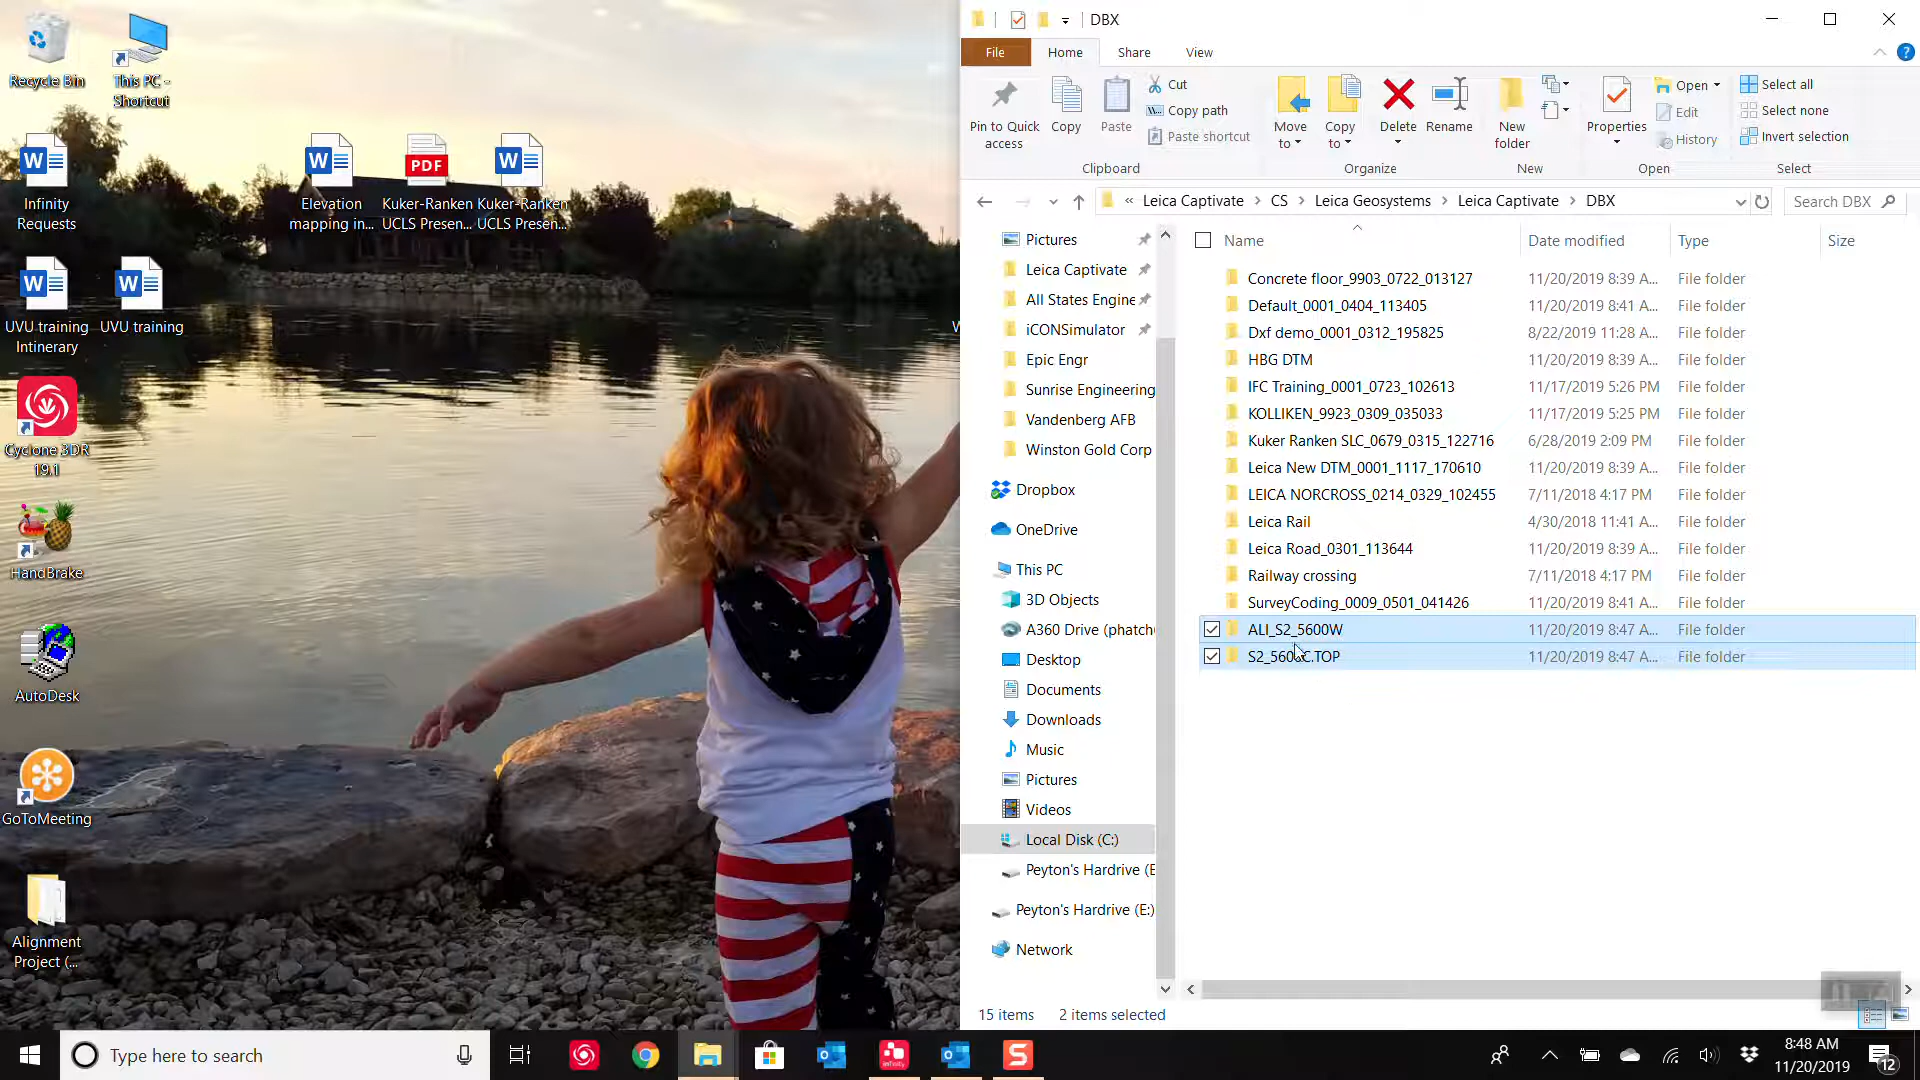 Recycle Bin
This PC -
Shortcut
Infinity
Requests
Elevation
mapping in...
PDF
Kuker-Ranken
UCLS Presen...
Kuker-Ranken
UCLS Presen...
UVU training
Intinerary
UVU training
Cyclone 3DR
19.1
HandBrake
AutoDesk
GoToMeeting
Alignment
Project (...
DBX
File
Home
Share
View
Pin to Quick
access
Copy
Paste
Cut
Copy path
Paste shortcut
Clipboard
Move
to
Copy
to
Delete
Rename
Organize
New
folder
New
Properties
Open
Edit
History
Open
Select all
Select none
Invert selection
Select
« Leica Captivate > CS > Leica Geosystems > Leica Captivate > DBX
Search DBX
Pictures
Leica Captivate
All States Engine
iCONSimulator
Epic Engr
Sunrise Engineering
Vandenberg AFB
Winston Gold Corp
Dropbox
OneDrive
This PC
3D Objects
A360 Drive (phatch
Desktop
Documents
Downloads
Music
Pictures
Videos
Local Disk (C:)
Peyton's Hardrive (E
Peyton's Hardrive (E:)
Network
Name Date modified Type Size
Concrete floor_9903_0722_013127 11/20/2019 8:39 A... File folder
Default_0001_0404_113405 11/20/2019 8:41 A... File folder
Dxf demo_0001_0312_195825 8/22/2019 11:28 A... File folder
HBG DTM 11/20/2019 8:39 A... File folder
IFC Training_0001_0723_102613 11/17/2019 5:26 PM File folder
KOLLIKEN_9923_0309_035033 11/17/2019 5:25 PM File folder
Kuker Ranken SLC_0679_0315_122716 6/28/2019 2:09 PM File folder
Leica New DTM_0001_1117_170610 11/20/2019 8:39 A... File folder
LEICA NORCROSS_0214_0329_102455 7/11/2018 4:17 PM File folder
Leica Rail 4/30/2018 11:41 A... File folder
Leica Road_0301_113644 11/20/2019 8:39 A... File folder
Railway crossing 7/11/2018 4:17 PM File folder
SurveyCoding_0009_0501_041426 11/20/2019 8:41 A... File folder
ALI_S2_5600W 11/20/2019 8:47 A... File folder
11/20/2019 8:47 A... File folder
15 items 2 items selected
Type here to search
infinity
8:48 AM
11/20/2019
12